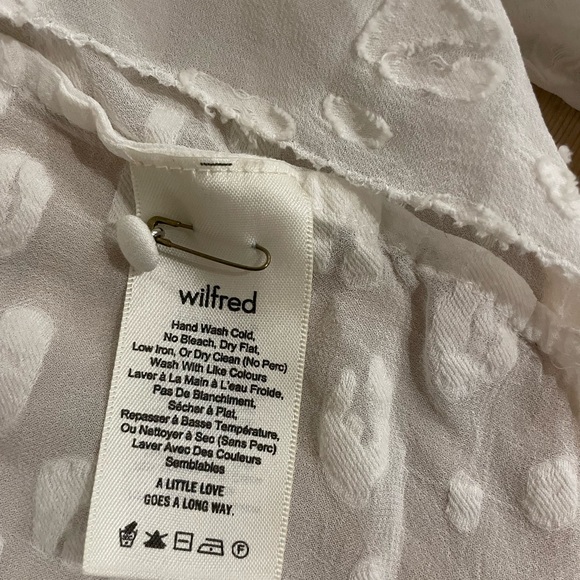 wilfred
Hand Wash Cold,
No Bleach, Dry Flat,
Low Iron, Or Dry Clean (No Perc)
Wash With Like Colours
Laver à La Main à L'eau Froide,
Pas De Blanchiment,
Sécher à Plat,
Repasser à Basse Température,
Ou Nettoyer à Sec (Sans Perc)
Laver Avec Des Couleurs
Semblables
A LITTLE LOVE
GOES A LONG WAY.
F